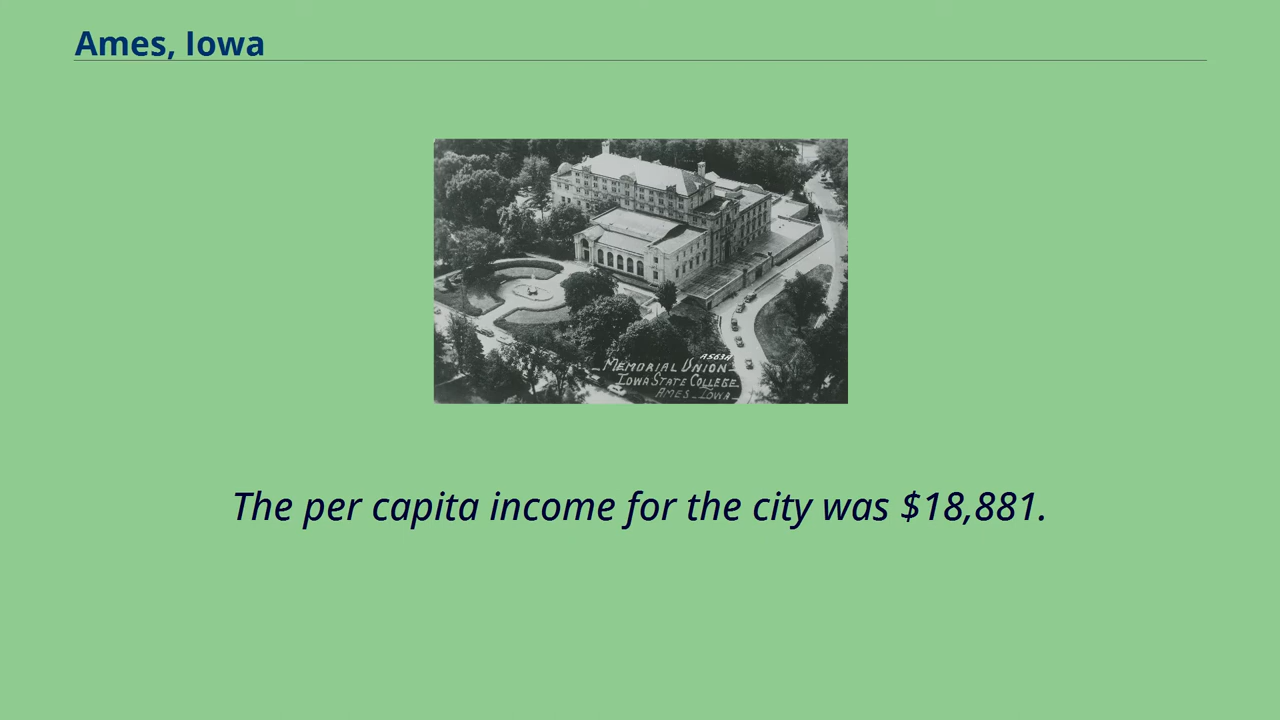 Ames, Iowa
A563A
Memorial Union
Iowa State College
Ames - Iowa
The per capita income for the city was $18,881.